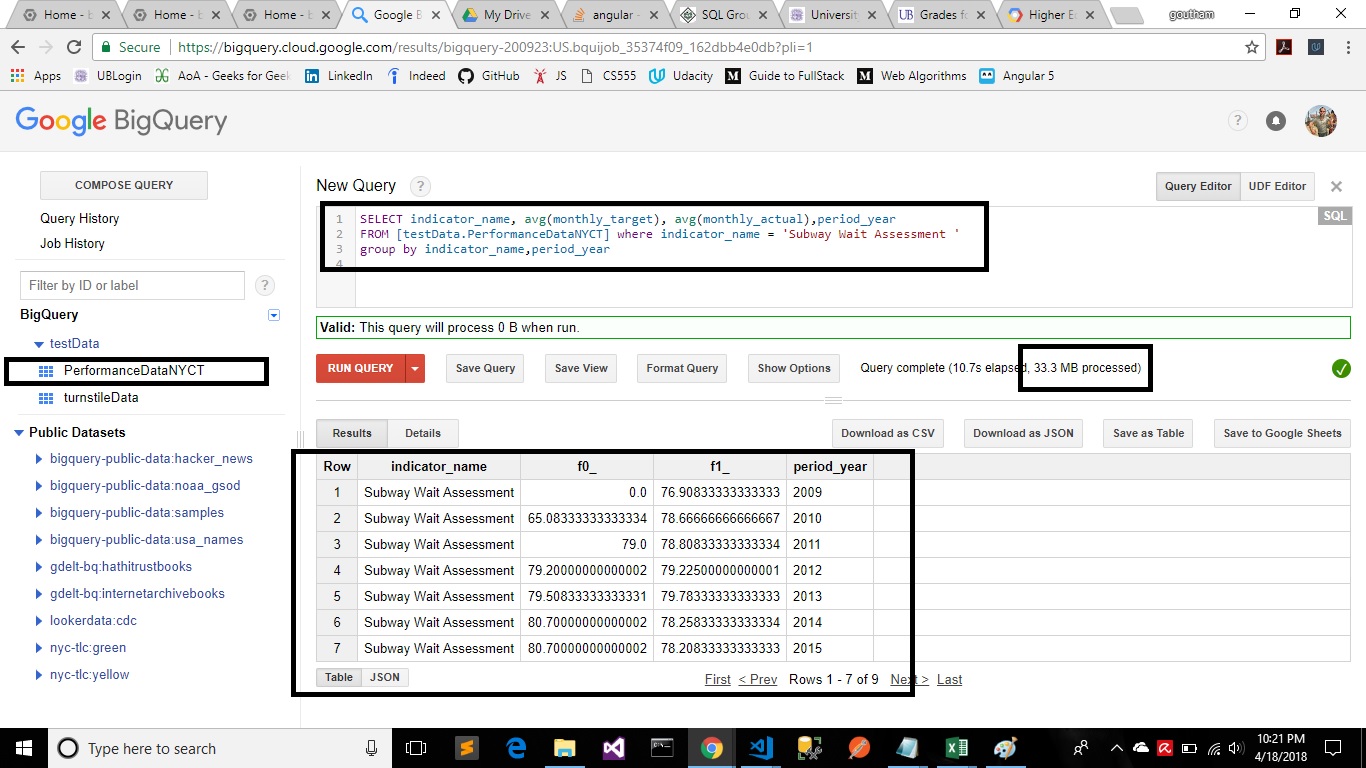 Home - b
Home - b
Home - b
Google B
My Drive
angular -
SQL Grou
Universit
UB Grades fo
Higher E
goutham
Secure https://bigquery.cloud.google.com/results/bigquery-200923:US.bquijob_35374f09_162dbb4e0db?pli=1
Apps UBLogin AoA - Geeks for Geek LinkedIn Indeed GitHub JS CS555 Udacity Guide to FullStack Web Algorithms Angular 5
Google BigQuery ?
COMPOSE QUERY
Query History
Job History
Filter by ID or label ?
BigQuery
testData
PerformanceDataNYCT
turnstileData
Public Datasets
bigquery-public-data:hacker_news
bigquery-public-data:noaa_gsod
bigquery-public-data:samples
bigquery-public-data:usa_names
gdelt-bq:hathitrustbooks
gdelt-bq:internetarchivebooks
lookerdata:cdc
nyc-tlc:green
nyc-tlc:yellow
New Query ? Query Editor UDF Editor
SQL
1 SELECT indicator_name, avg(monthly_target), avg(monthly_actual),period_year
2 FROM [testData.PerformanceDataNYCT] where indicator_name = 'Subway Wait Assessment '
3 group by indicator_name,period_year
4
Valid: This query will process 0 B when run.
RUN QUERY Save Query Save View Format Query Show Options Query complete (10.7s elapsed, 33.3 MB processed)
Results Details Download as CSV Download as JSON Save as Table Save to Google Sheets
Row indicator_name f0_ f1_ period_year
1 Subway Wait Assessment 0.0 76.90833333333333 2009
2 Subway Wait Assessment 65.08333333333334 78.66666666666667 2010
3 Subway Wait Assessment 79.0 78.80833333333334 2011
4 Subway Wait Assessment 79.20000000000002 79.22500000000001 2012
5 Subway Wait Assessment 79.50833333333331 79.78333333333333 2013
6 Subway Wait Assessment 80.70000000000002 78.25833333333334 2014
7 Subway Wait Assessment 80.70000000000002 78.20833333333333 2015
Table JSON First < Prev Rows 1 - 7 of 9 Next > Last
Type here to search
10:21 PM
4/18/2018